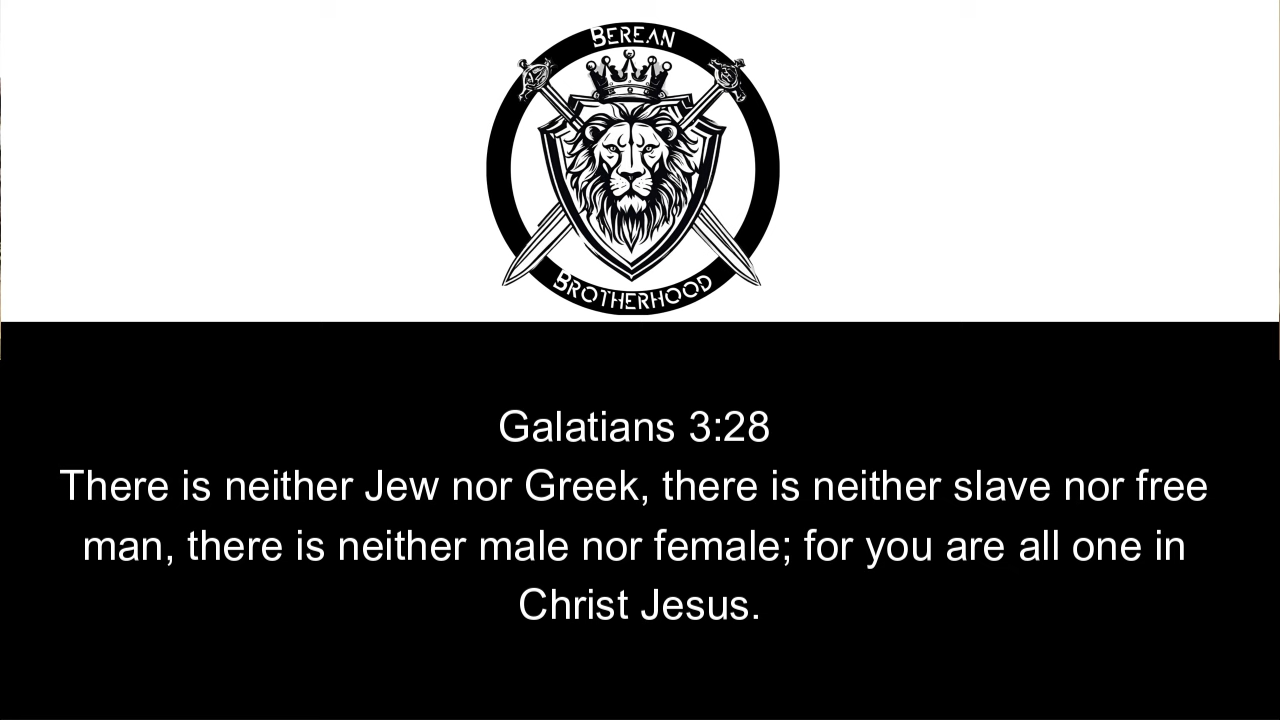 BEREAN
BROTHERHOOD
Galatians 3:28
There is neither Jew nor Greek, there is neither slave nor free
man, there is neither male nor female; for you are all one in
Christ Jesus.